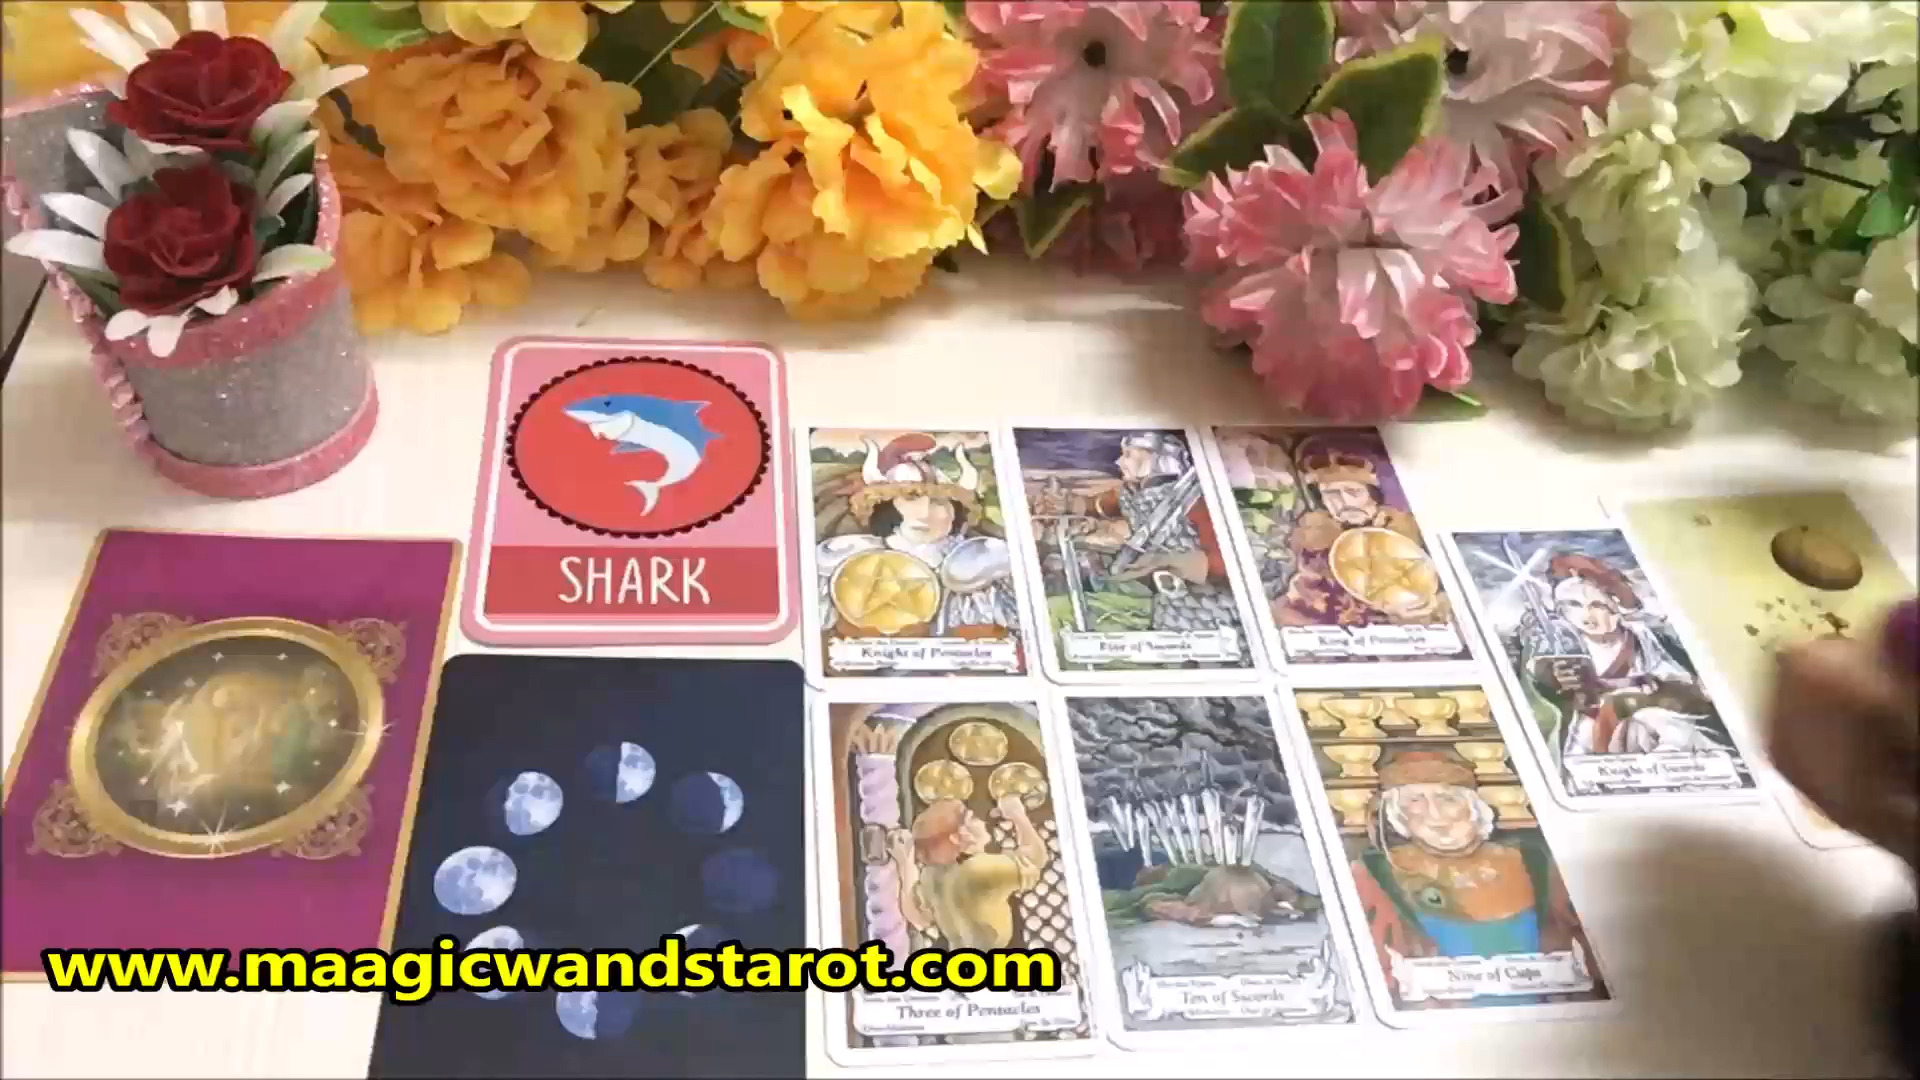 SHARK
Knight of Pentacles
Five of Swords
King of Pentacles
Knight of Swords
Three of Pentacles
Ten of Swords
Nine of Cups
www.maagicwandstarot.com